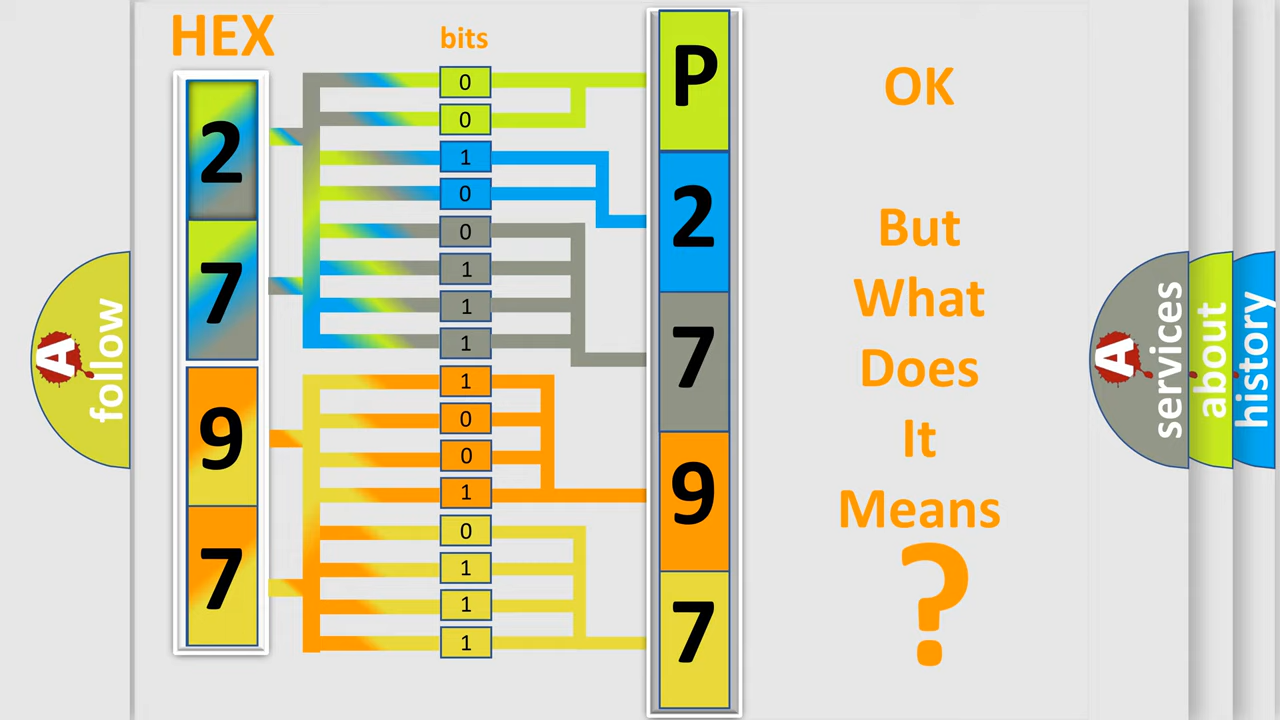 HEX
bits
2
7
9
7
0
0
1
0
0
1
1
1
1
0
0
1
0
1
1
1
P
2
7
9
7
OK
But
What
Does
It
Means
?
A
follow
A
services
about
history